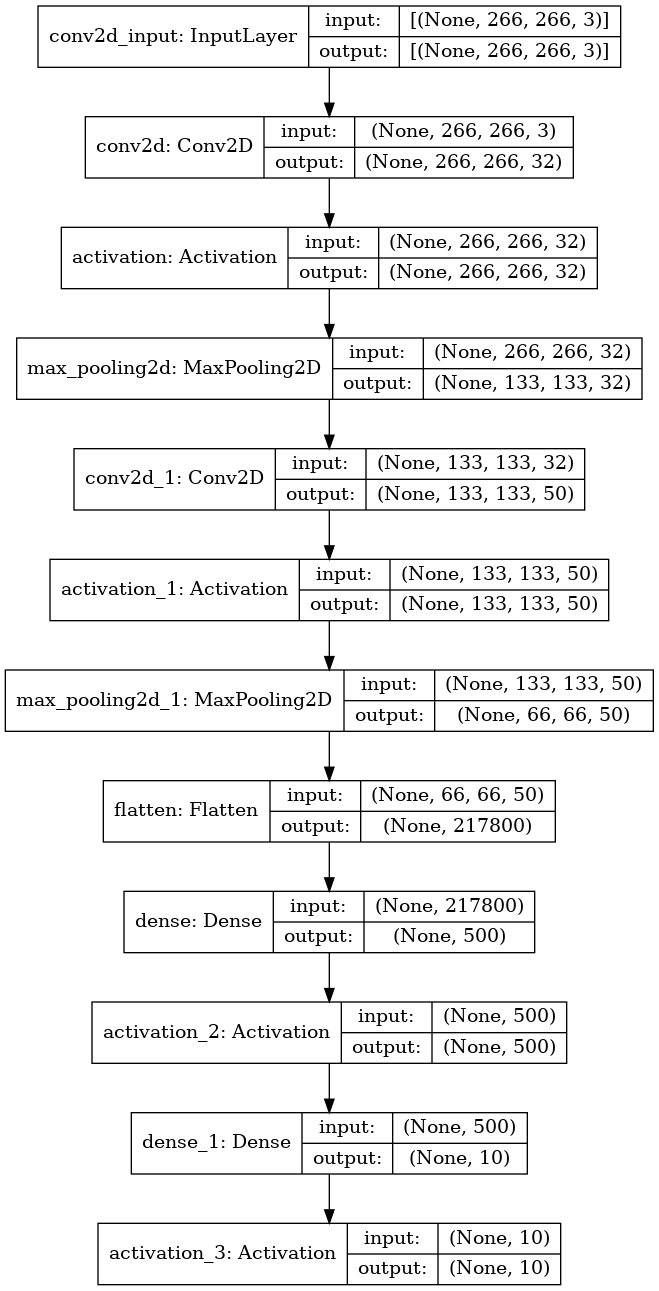 conv2d_input: InputLayer
input: [(None, 266, 266, 3)]
output: [(None, 266, 266, 3)]
conv2d: Conv2D
input: (None, 266, 266, 3)
output: (None, 266, 266, 32)
activation: Activation
input: (None, 266, 266, 32)
output: (None, 266, 266, 32)
max_pooling2d: MaxPooling2D
input: (None, 266, 266, 32)
output: (None, 133, 133, 32)
conv2d_1: Conv2D
input: (None, 133, 133, 32)
output: (None, 133, 133, 50)
activation_1: Activation
input: (None, 133, 133, 50)
output: (None, 133, 133, 50)
max_pooling2d_1: MaxPooling2D
input: (None, 133, 133, 50)
output: (None, 66, 66, 50)
flatten: Flatten
input: (None, 66, 66, 50)
output: (None, 217800)
dense: Dense
input: (None, 217800)
output: (None, 500)
activation_2: Activation
input: (None, 500)
output: (None, 500)
dense_1: Dense
input: (None, 500)
output: (None, 10)
activation_3: Activation
input: (None, 10)
output: (None, 10)